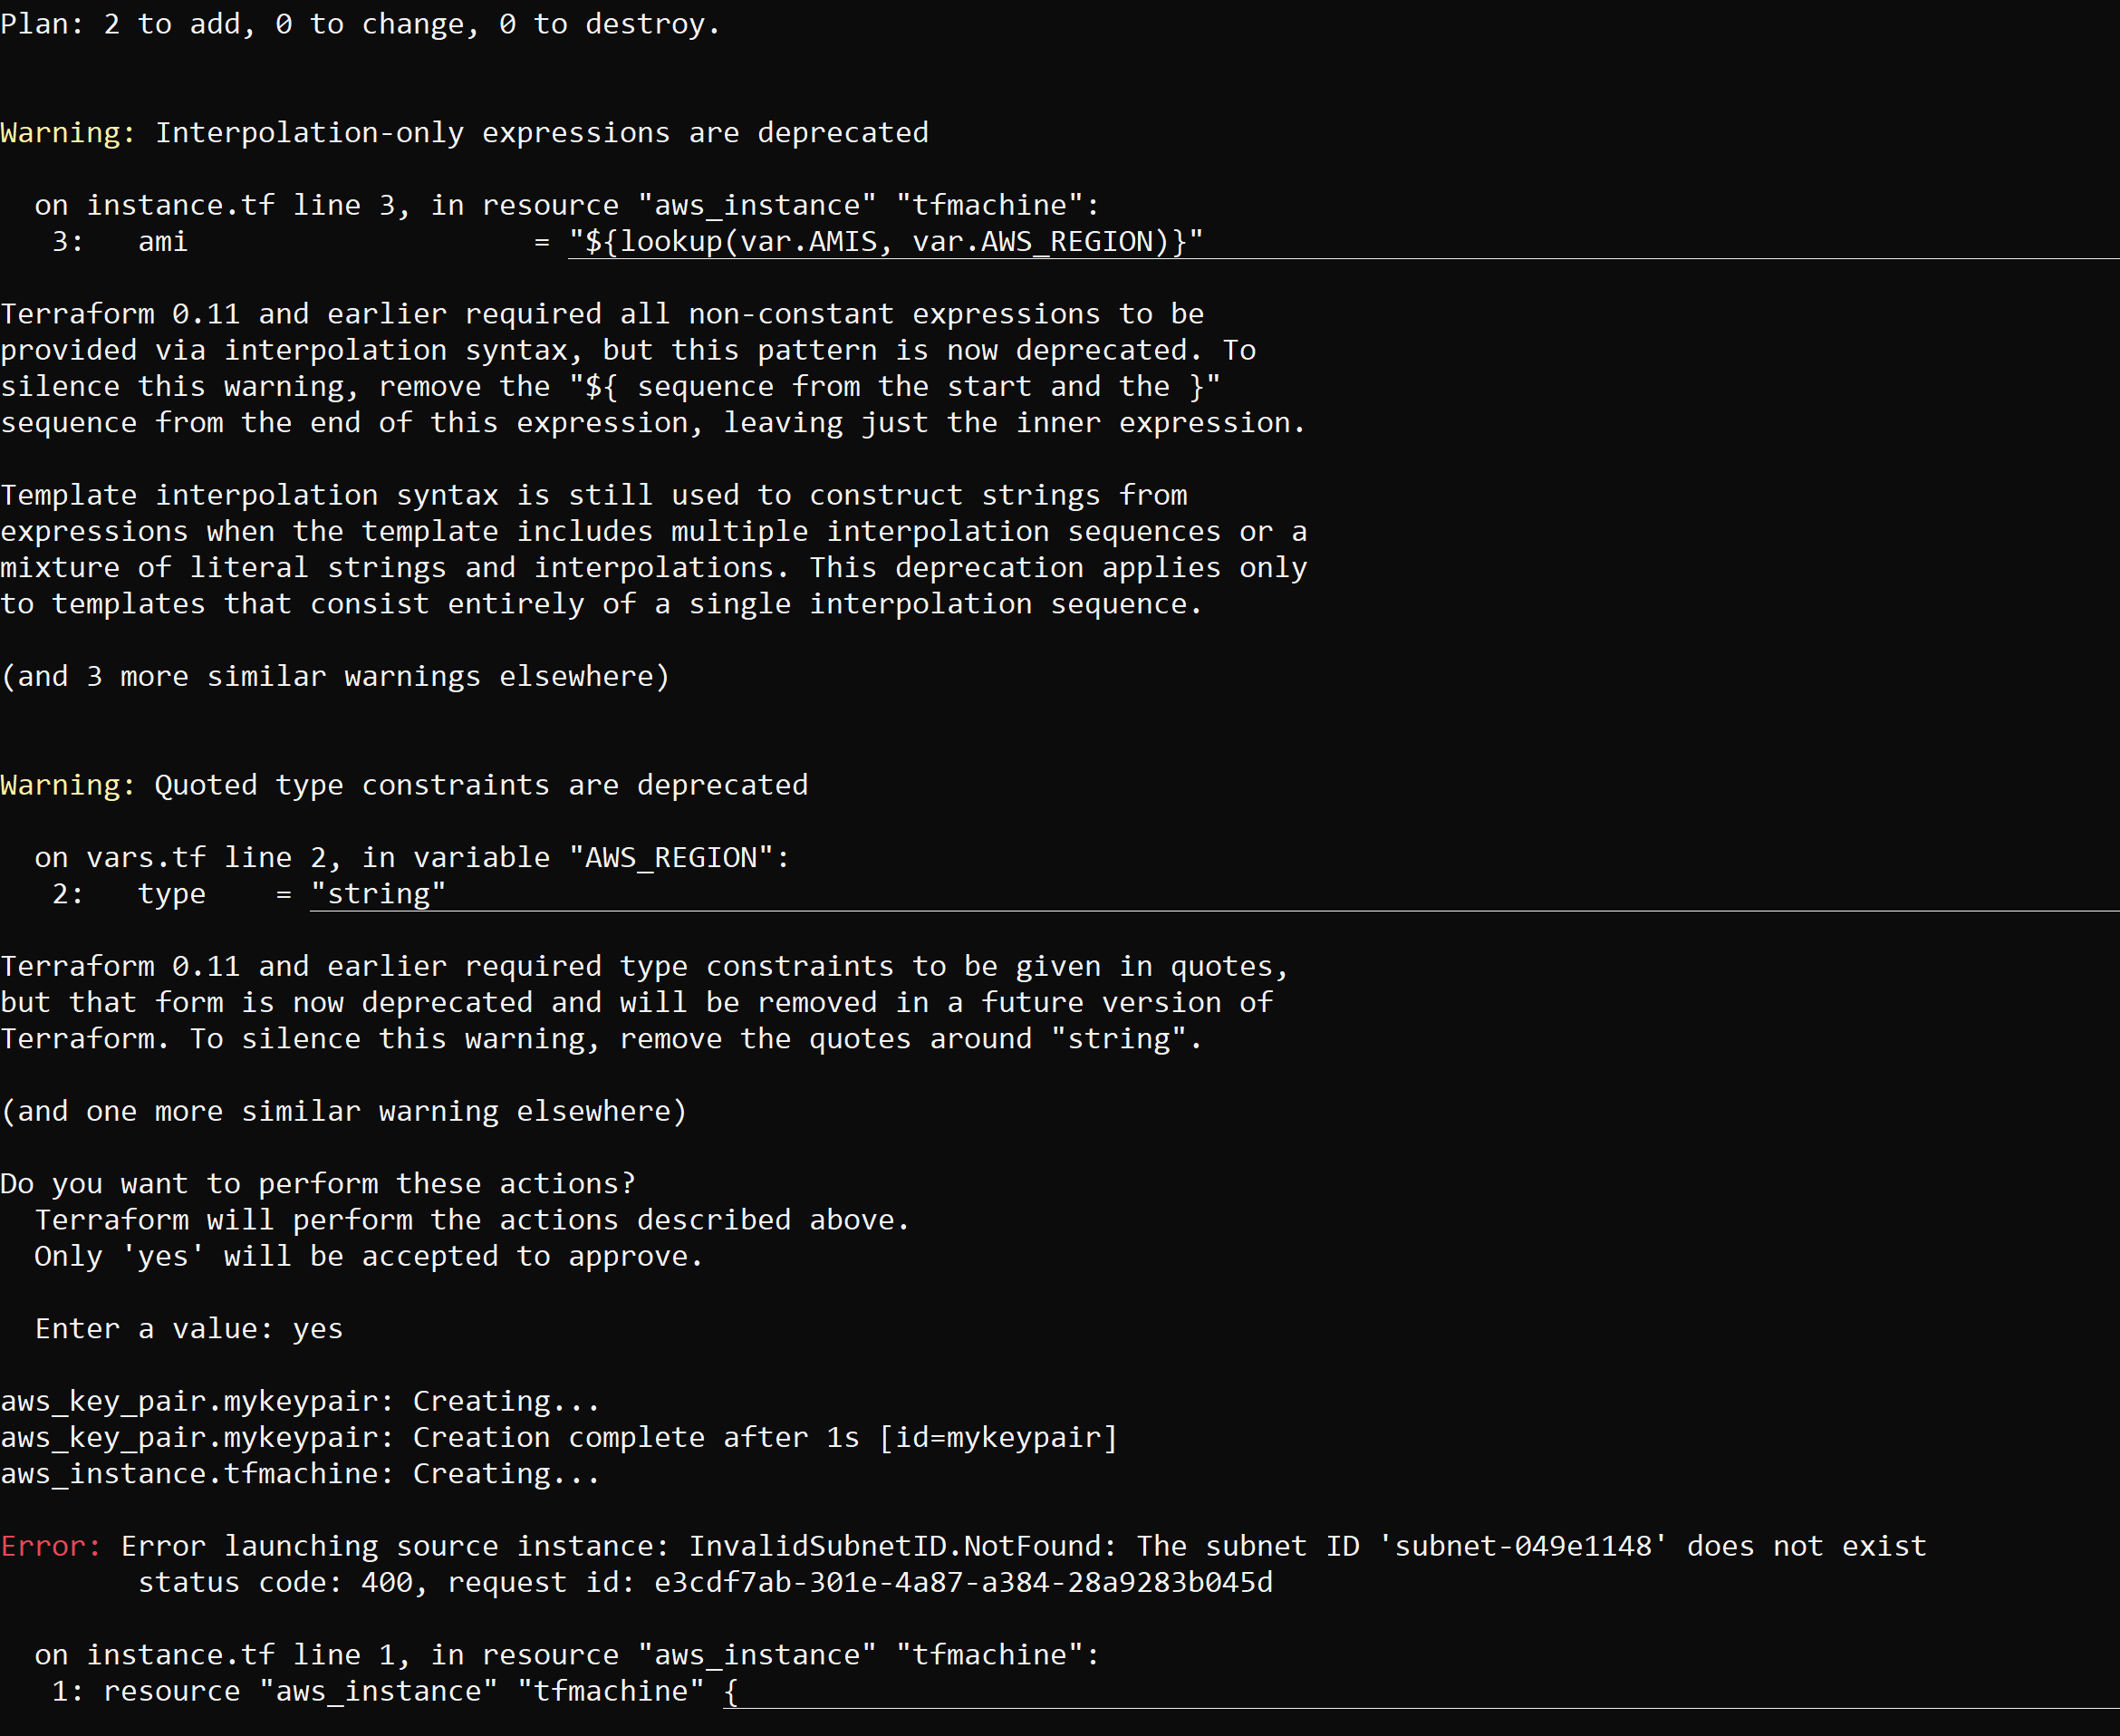 Plan: 2 to add, 0 to change, 0 to destroy.
Warning: Interpolation-only expressions are deprecated
on instance.tf line 3, in resource "aws_instance" "tfmachine":
3: ami = "${lookup(var.AMIS, var.AWS_REGION)}"
Terraform 0.11 and earlier required all non-constant expressions to be
provided via interpolation syntax, but this pattern is now deprecated. To
silence this warning, remove the "${ sequence from the start and the }"
sequence from the end of this expression, leaving just the inner expression.
Template interpolation syntax is still used to construct strings from
expressions when the template includes multiple interpolation sequences or a
mixture of literal strings and interpolations. This deprecation applies only
to templates that consist entirely of a single interpolation sequence.
(and 3 more similar warnings elsewhere)
Warning: Quoted type constraints are deprecated
on vars.tf line 2, in variable "AWS_REGION":
2: type = "string"
Terraform 0.11 and earlier required type constraints to be given in quotes,
but that form is now deprecated and will be removed in a future version of
Terraform. To silence this warning, remove the quotes around "string".
(and one more similar warning elsewhere)
Do you want to perform these actions?
Terraform will perform the actions described above.
Only 'yes' will be accepted to approve.
Enter a value: yes
aws_key_pair.mykeypair: Creating...
aws_key_pair.mykeypair: Creation complete after 1s [id=mykeypair]
aws_instance.tfmachine: Creating...
Error: Error launching source instance: InvalidSubnetID.NotFound: The subnet ID 'subnet-049e1148' does not exist
status code: 400, request id: e3cdf7ab-301e-4a87-a384-28a9283b045d
on instance.tf line 1, in resource "aws_instance" "tfmachine":
1: resource "aws_instance" "tfmachine" {